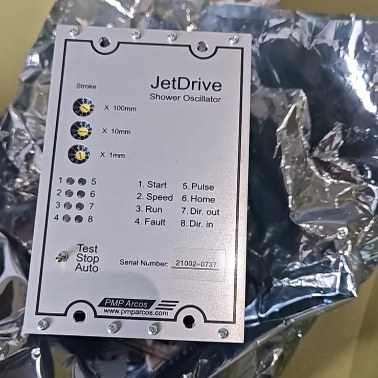 JetDrive
Shower Oscillator
Stroke
X 100mm
X 10mm
X 1mm
1 5
2 6
3 7
4 8
1. Start 5. Pulse
2. Speed 6. Home
3. Run 7. Dir. out
4. Fault 8. Dir. in
Test
Stop
Auto
Serial Number: 21002-0737
PMP Arcos
www.pmparcos.com